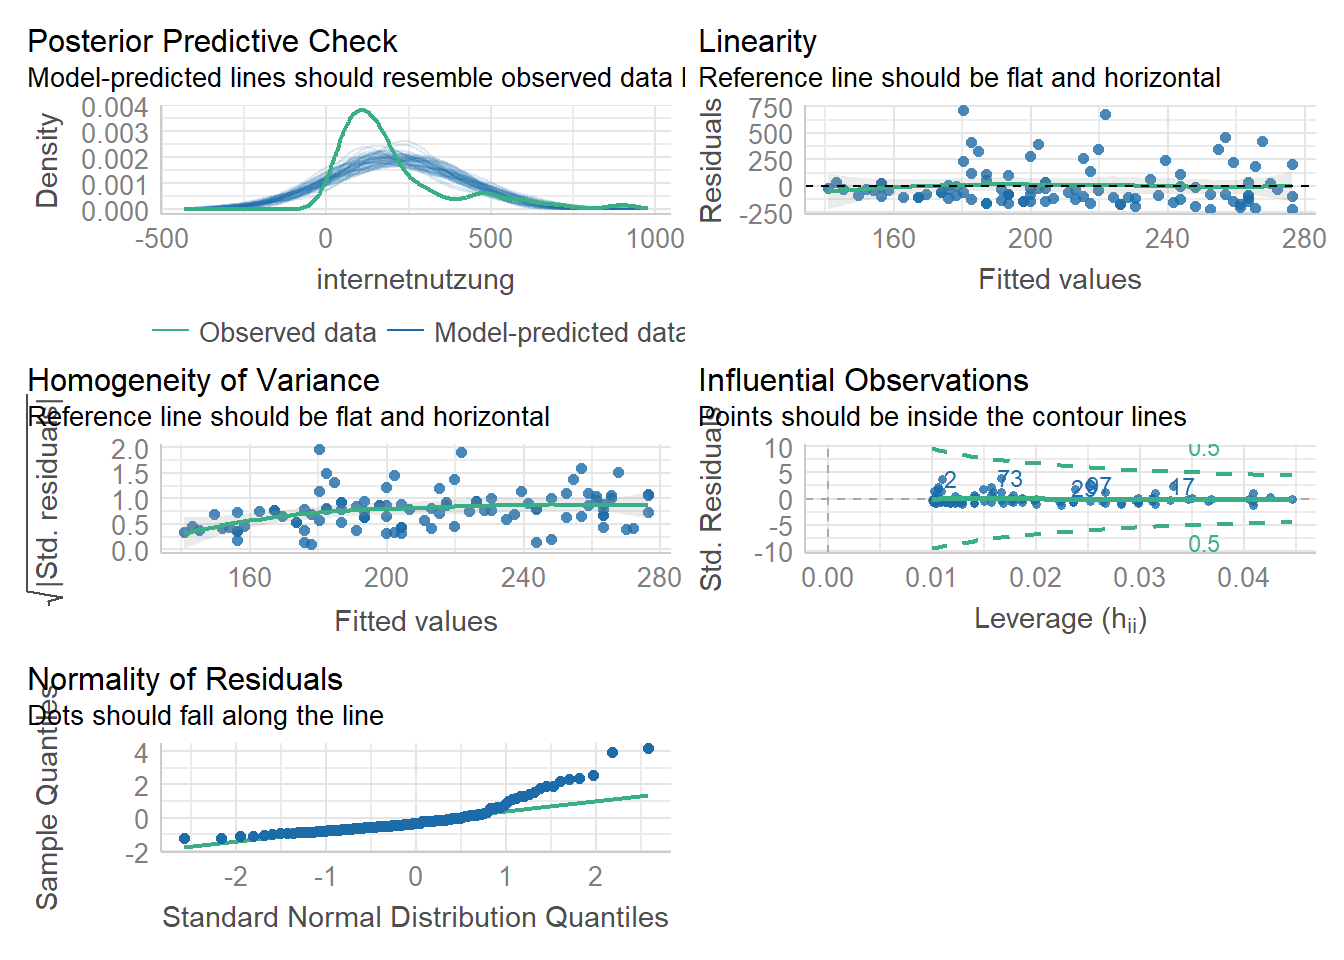 Posterior Predictive Check
Model-predicted lines should resemble observed data l
Density
0.004
0.003
0.002
0.001
0.000
-500
0
500
1000
internetnutzung
Observed data
Model-predicted data
Linearity
Reference line should be flat and horizontal
Residuals
750
500
250
0
-250
160
200
240
280
Fitted values
Homogeneity of Variance
Reference line should be flat and horizontal
√|Std. residuals|
2.0
1.5
1.0
0.5
0.0
160
200
240
280
Fitted values
Influential Observations
Points should be inside the contour lines
Std. Residuals
10
5
0
-5
-10
0.5
2
73
97
17
0.5
0.00
0.01
0.02
0.03
0.04
Leverage (hii)
Normality of Residuals
Dots should fall along the line
Sample Quantiles
4
2
0
-2
-2
-1
0
1
2
Standard Normal Distribution Quantiles